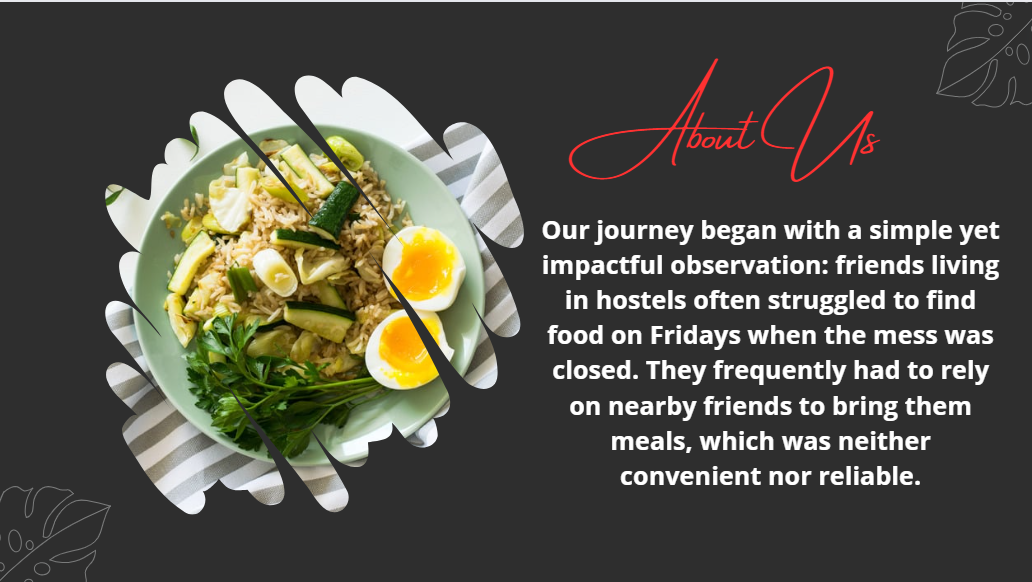 About Us
Our journey began with a simple yet
impactful observation: friends living
in hostels often struggled to find
food on Fridays when the mess was
closed. They frequently had to rely
on nearby friends to bring them
meals, which was neither
convenient nor reliable.